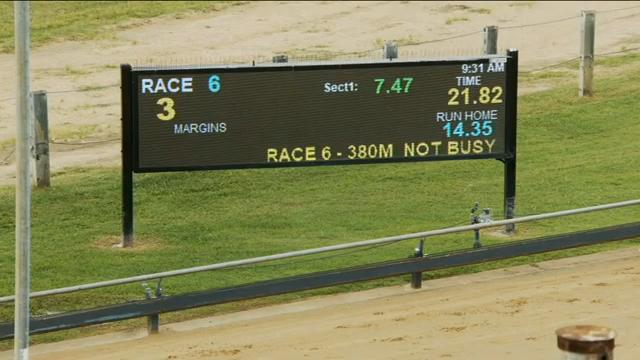 RACE 6 Sect1: 7.47 9:31 AM
3 TIME
21.82
MARGINS RUN HOME
14.35
RACE 6 - 380M NOT BUSY